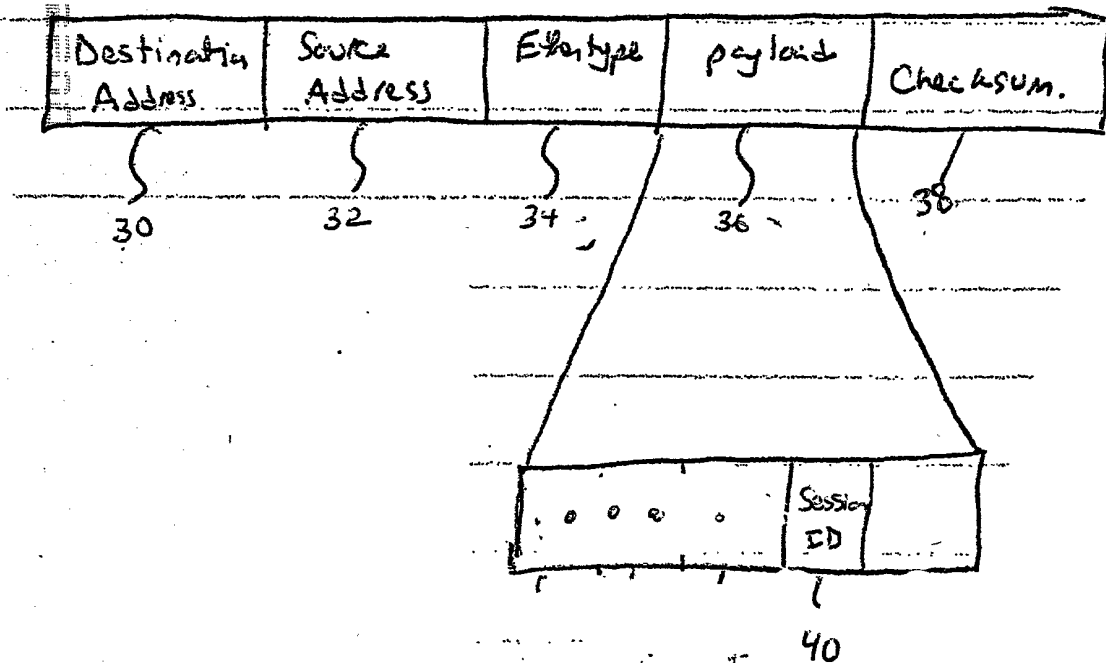 Destination Address
Source Address
Ethertype
payload
Checksum.
30
32
34
36
38
Session ID
40